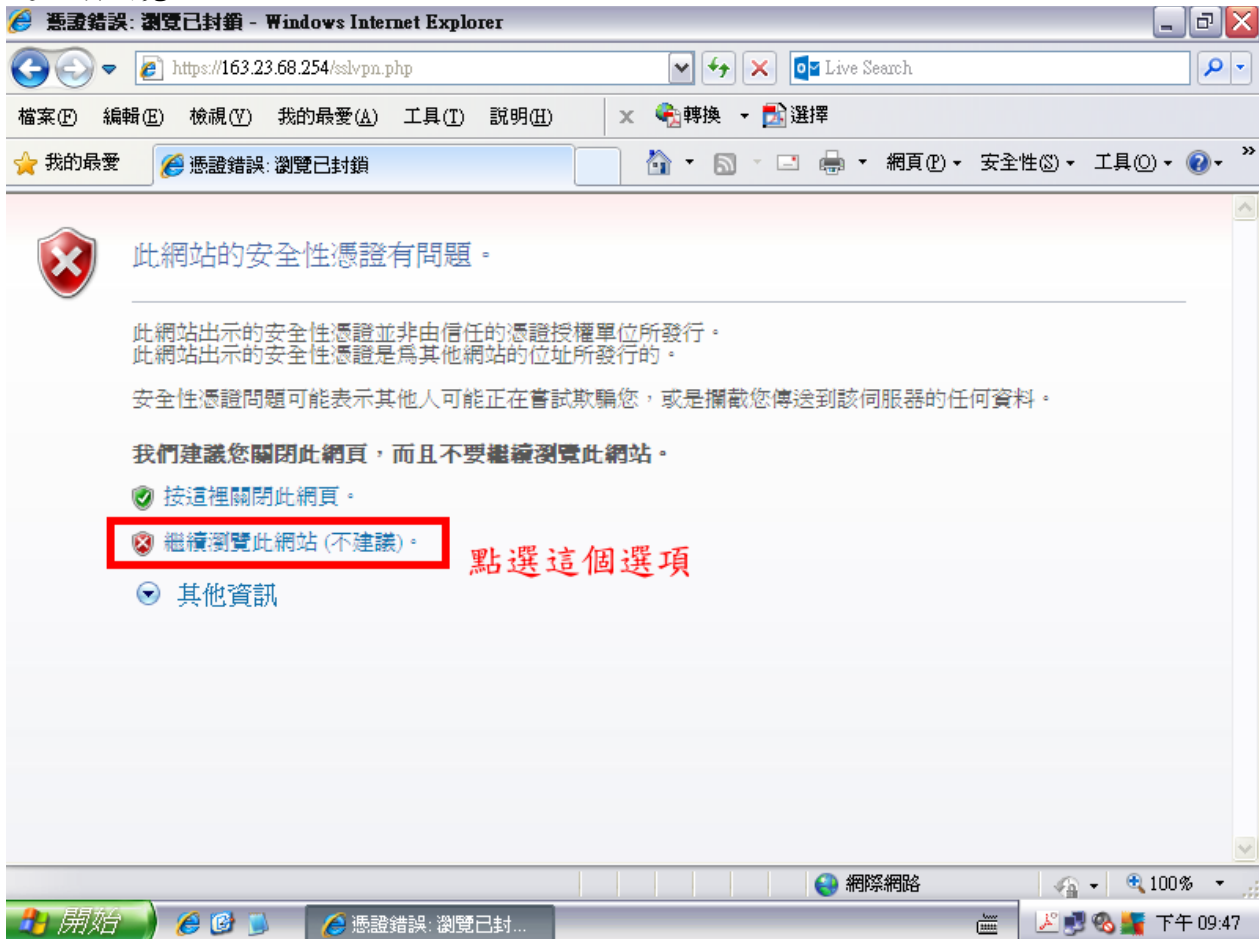 憑證錯誤: 瀏覽已封鎖 - Windows Internet Explorer
https://163.23.68.254/sslvpn.php
Live Search
檔案(F) 編輯(E) 檢視(V) 我的最愛(A) 工具(T) 說明(H) x 轉換 選擇
我的最愛 憑證錯誤: 瀏覽已封鎖 網頁(P) 安全性(S) 工具(O) »
此網站的安全性憑證有問題。
此網站出示的安全性憑證並非由信任的憑證授權單位所發行。
此網站出示的安全性憑證是為其他網站的位址所發行的。
安全性憑證問題可能表示其他人可能正在嘗試欺騙您，或是攔截您傳送到該伺服器的任何資料。
我們建議您關閉此網頁，而且不要繼續瀏覽此網站。
按這裡關閉此網頁。
繼續瀏覽此網站 (不建議)。
點選這個選項
其他資訊
網際網路 100%
開始 憑證錯誤: 瀏覽已封... 下午 09:47